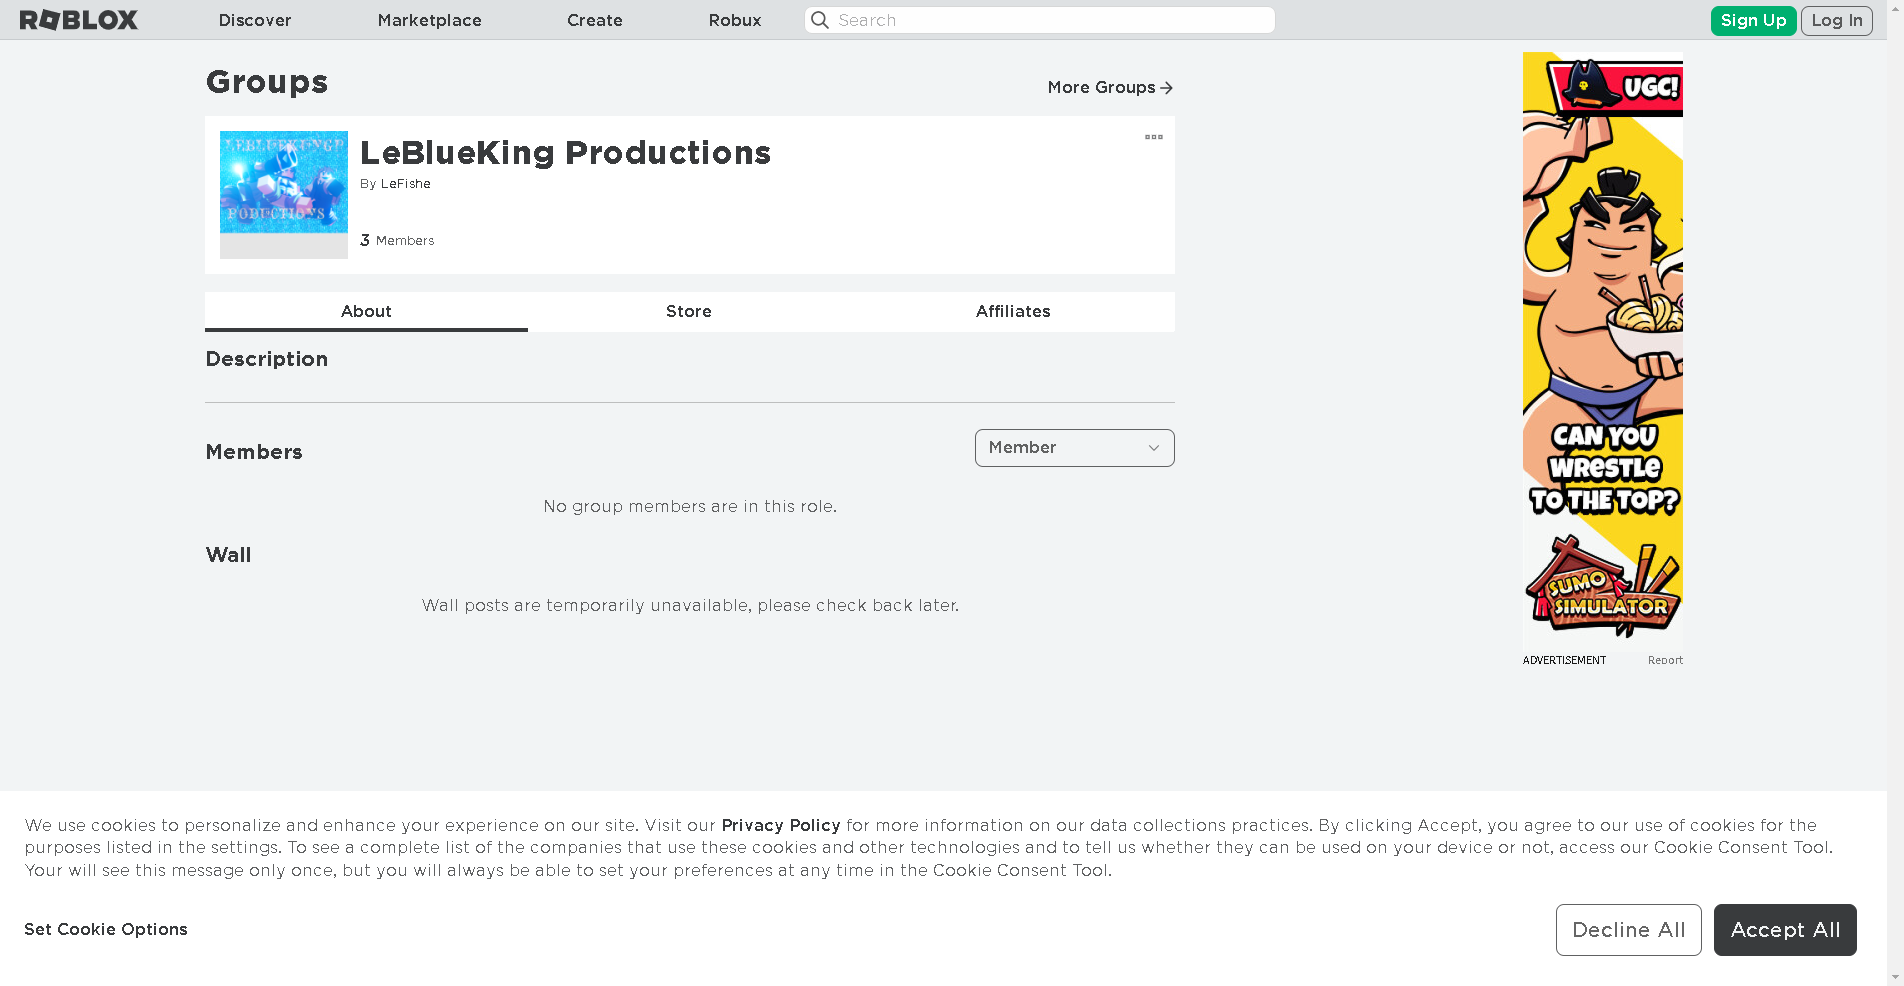 ROBLOX Discover Marketplace Create Robux Search Sign Up Log In
Groups
More Groups
LEBLUEKINGP
PODUCTIONS
LeBlueKing Productions
By LeFishe
3 Members
About Store Affiliates
Description
Members
Member
No group members are in this role.
Wall
Wall posts are temporarily unavailable, please check back later.
UGC!
CAN YOU
WRESTLE
TO THE TOP?
SUMO
SIMULATOR
ADVERTISEMENT Report
We use cookies to personalize and enhance your experience on our site. Visit our Privacy Policy for more information on our data collections practices. By clicking Accept, you agree to our use of cookies for the
purposes listed in the settings. To see a complete list of the companies that use these cookies and other technologies and to tell us whether they can be used on your device or not, access our Cookie Consent Tool.
Your will see this message only once, but you will always be able to set your preferences at any time in the Cookie Consent Tool.
Set Cookie Options
Decline All
Accept All